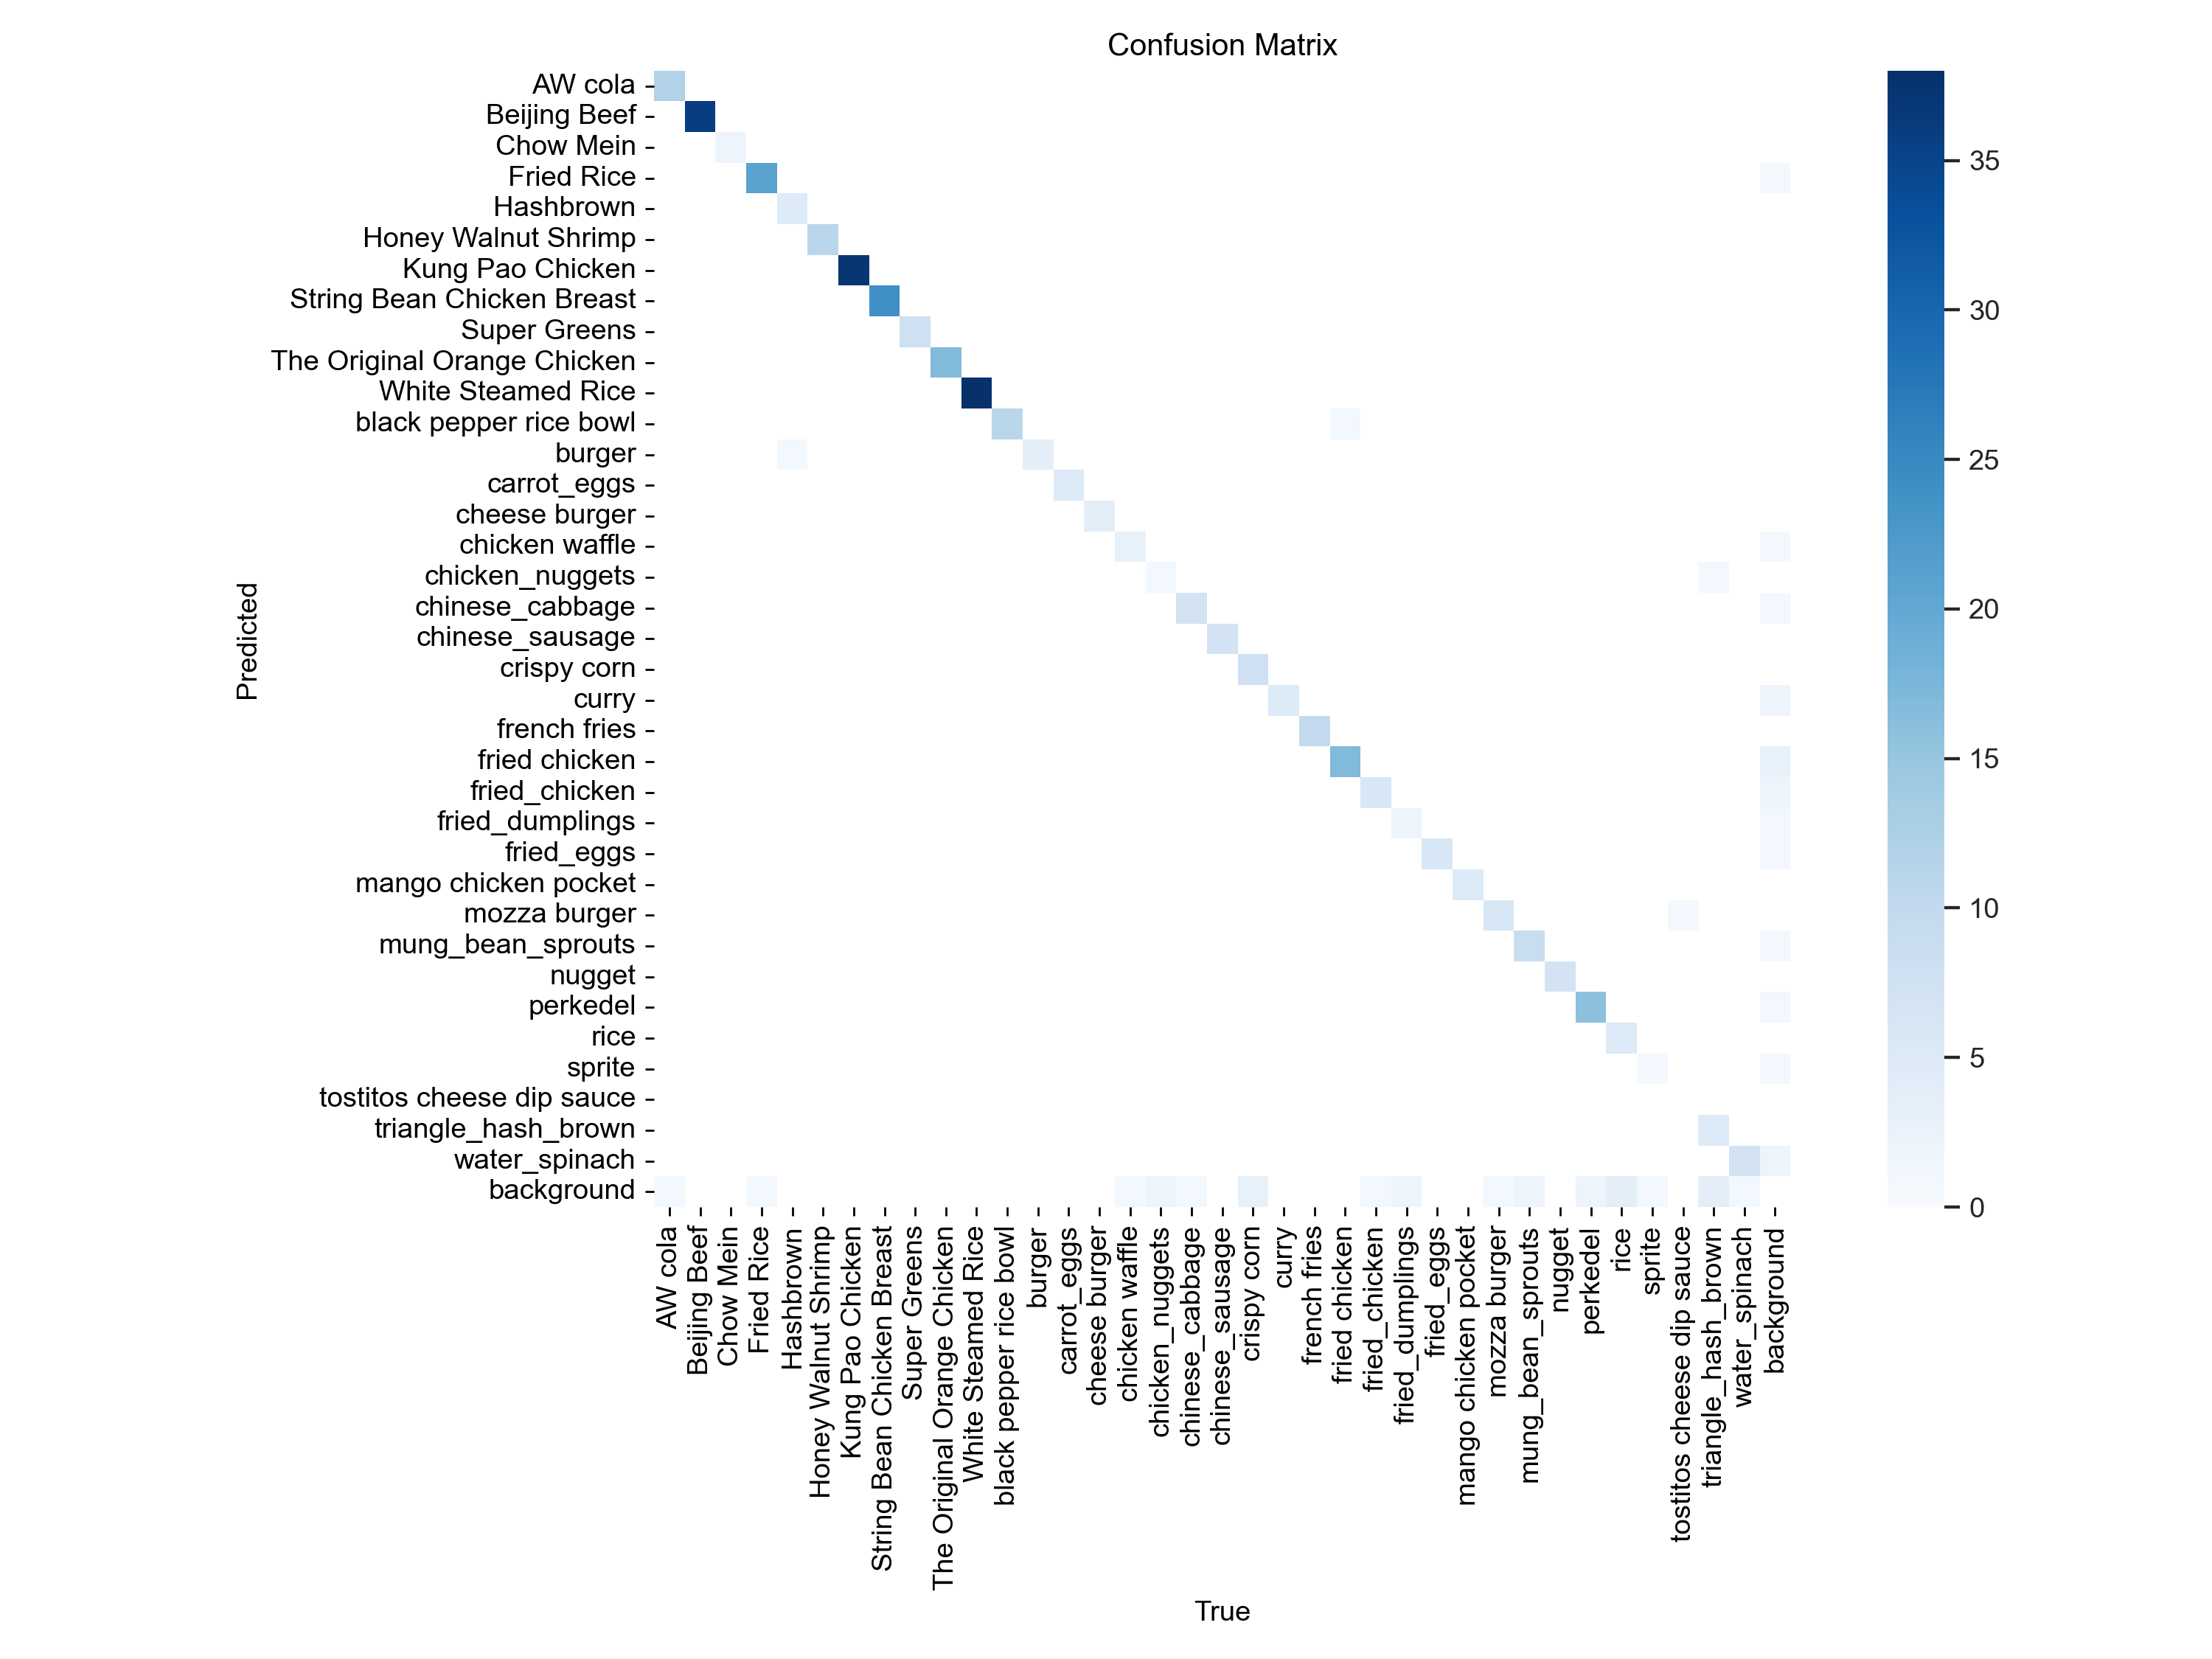 Confusion Matrix
AW cola
Beijing Beef
Chow Mein
Fried Rice
Hashbrown
Honey Walnut Shrimp
Kung Pao Chicken
String Bean Chicken Breast
Super Greens
The Original Orange Chicken
White Steamed Rice
black pepper rice bowl
burger
carrot_eggs
cheese burger
chicken waffle
chicken_nuggets
chinese_cabbage
chinese_sausage
crispy corn
curry
french fries
fried chicken
fried_chicken
fried_dumplings
fried_eggs
mango chicken pocket
mozza burger
mung_bean_sprouts
nugget
perkedel
rice
sprite
tostitos cheese dip sauce
triangle_hash_brown
water_spinach
background
Predicted
AW cola
Beijing Beef
Chow Mein
Fried Rice
Hashbrown
Honey Walnut Shrimp
Kung Pao Chicken
String Bean Chicken Breast
Super Greens
The Original Orange Chicken
White Steamed Rice
black pepper rice bowl
burger
carrot_eggs
cheese burger
chicken waffle
chicken_nuggets
chinese_cabbage
chinese_sausage
crispy corn
curry
french fries
fried chicken
fried_chicken
fried_dumplings
fried_eggs
mango chicken pocket
mozza burger
mung_bean_sprouts
nugget
perkedel
rice
sprite
tostitos cheese dip sauce
triangle_hash_brown
water_spinach
background
True
35
30
25
20
15
10
5
0